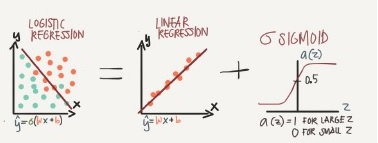 LOGISTIC
REGRESSION
y
x
ŷ=σ(wx+b)
=
LINEAR
REGRESSION
y
x
ŷ=wx+b
+
σ SIGMOID
a(z)
0.5
z
a(z)=1 FOR LARGE Z
0 FOR SMALL Z